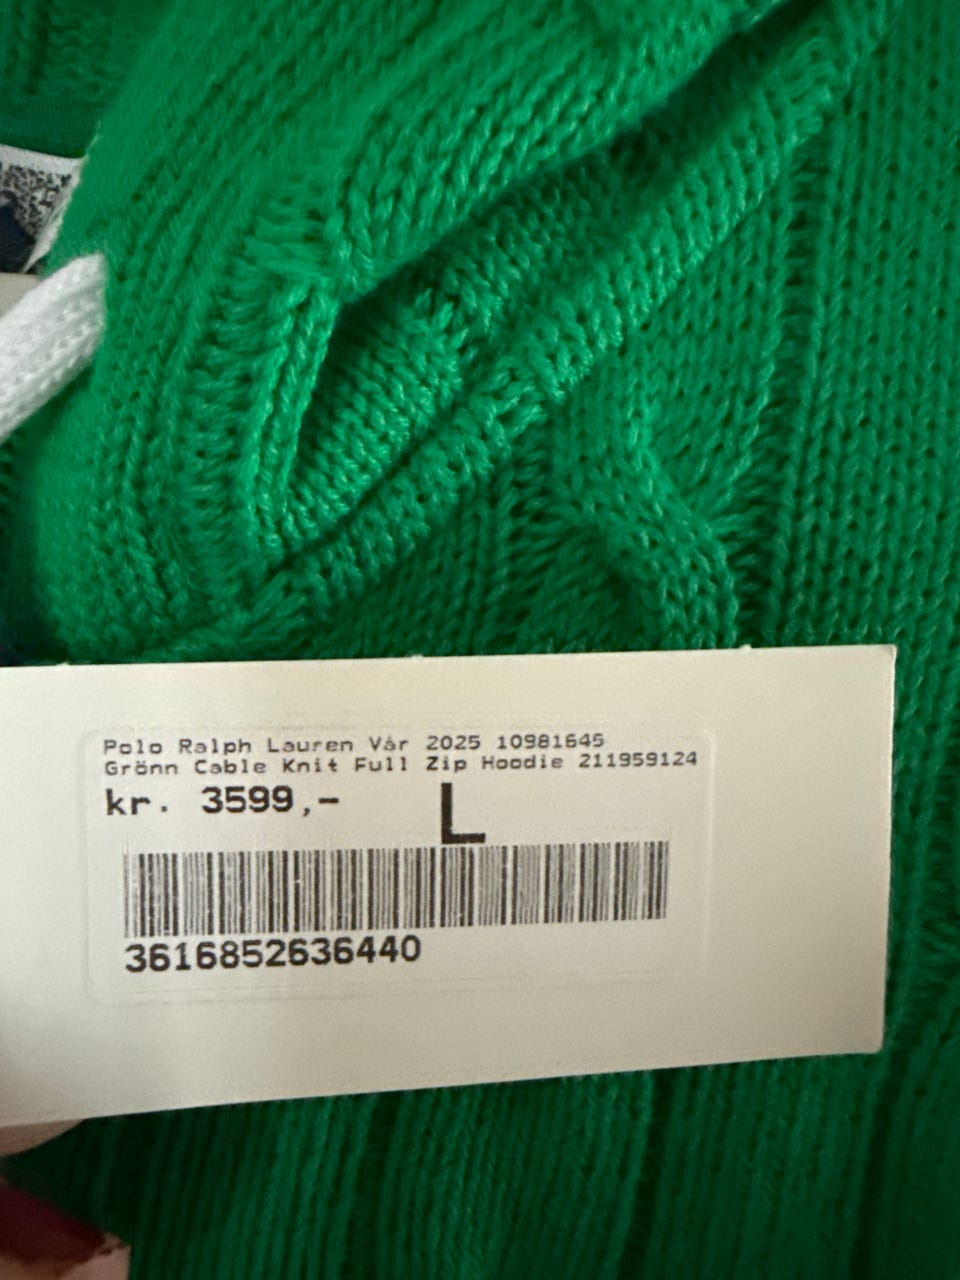 Polo Ralph Lauren Vår 2025 10981645
Grönn Cable Knit Full Zip Hoodie 211959124
kr. 3599,-
L
3616852636440